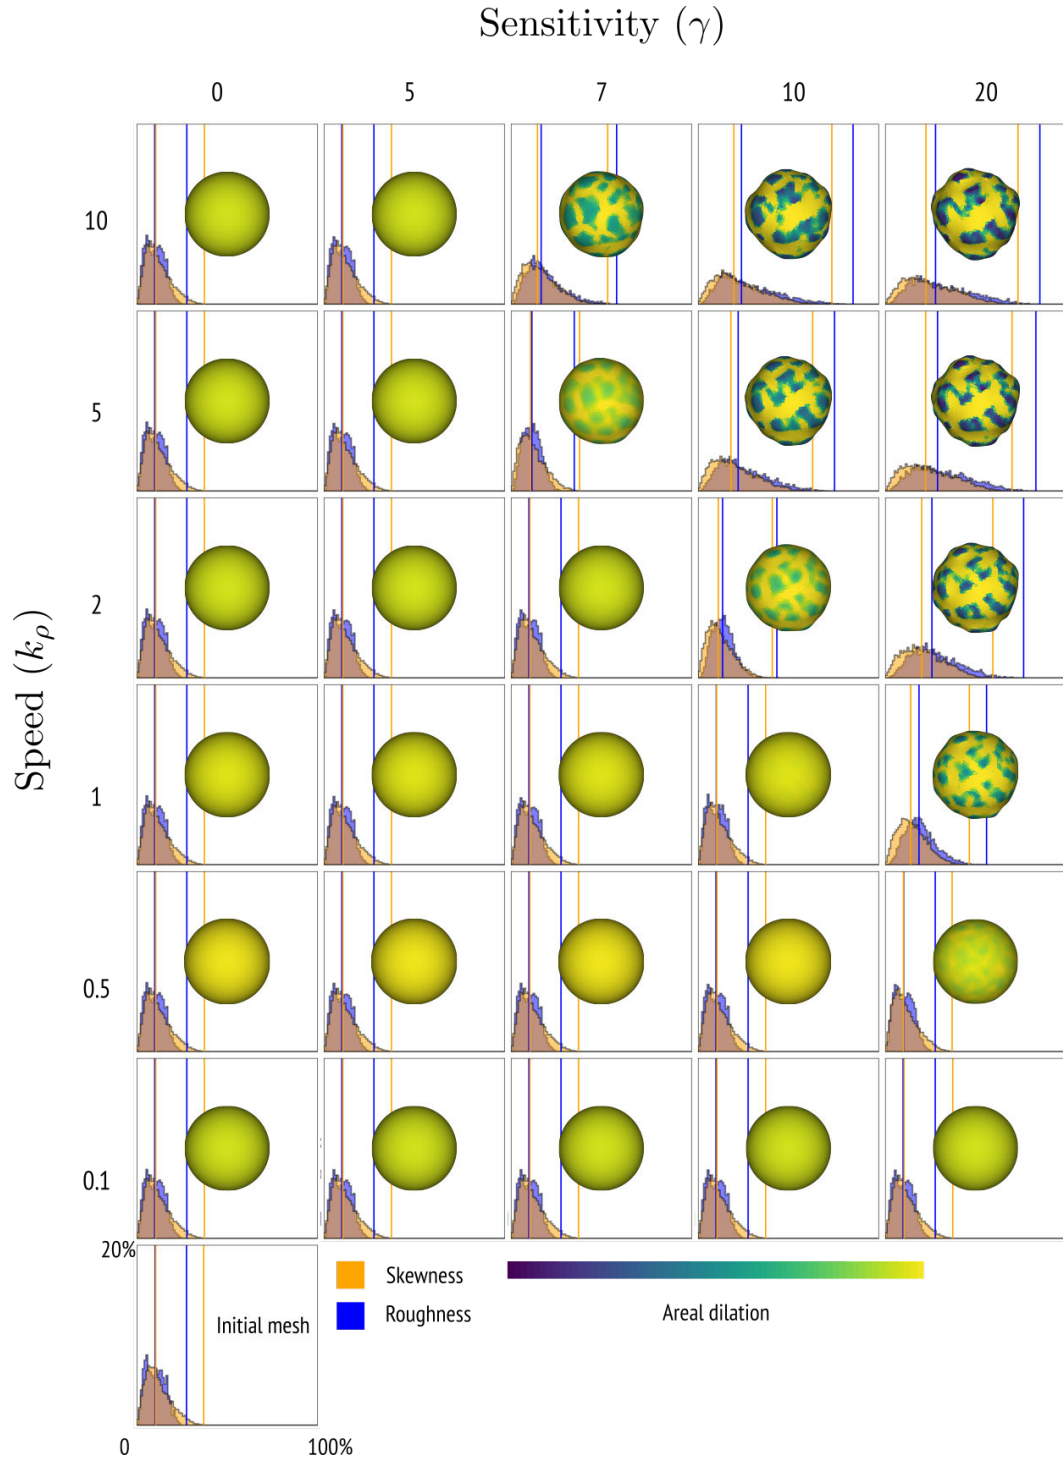 Sensitivity (γ)
0 5 7 10 20
10
5
2
Speed (kρ)
1
0.5
0.1
20%
Skewness
Roughness
Areal dilation
Initial mesh
0 100%